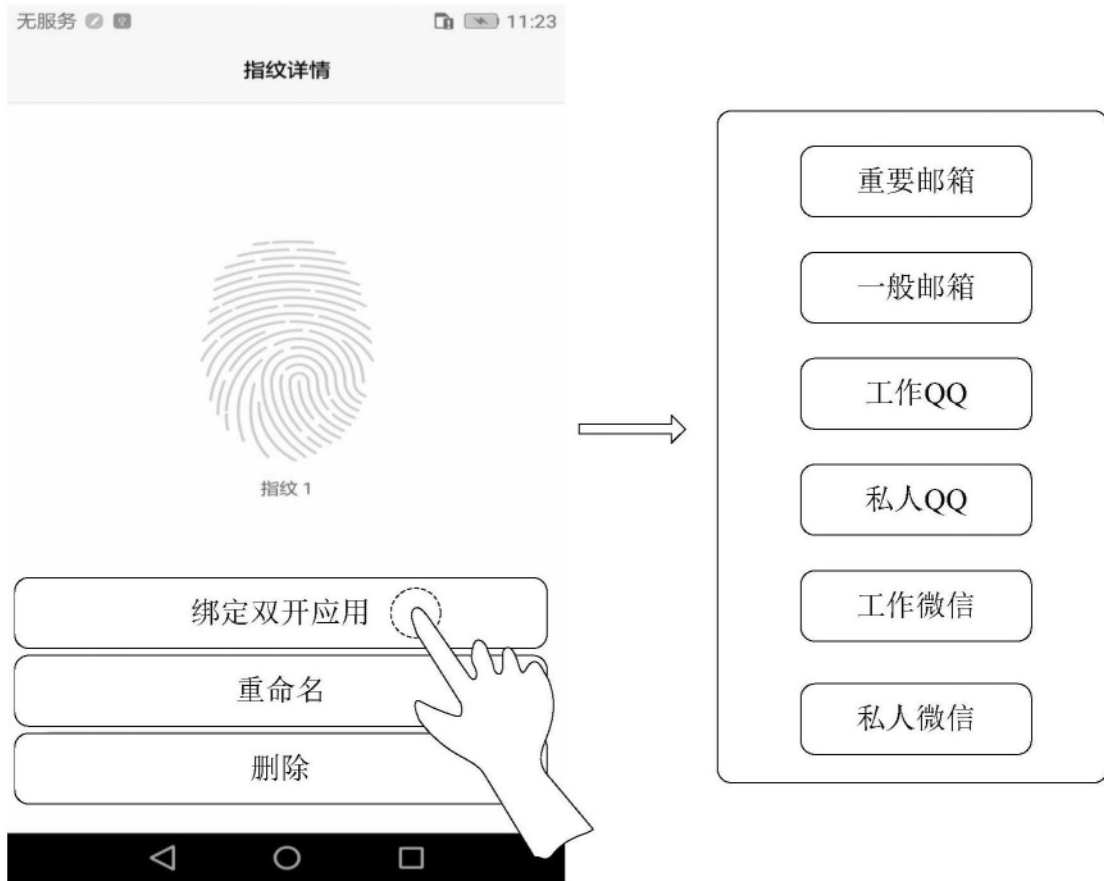 无服务 11:23
指纹详情
指纹 1
绑定双开应用
重命名
删除
重要邮箱
一般邮箱
工作QQ
私人QQ
工作微信
私人微信